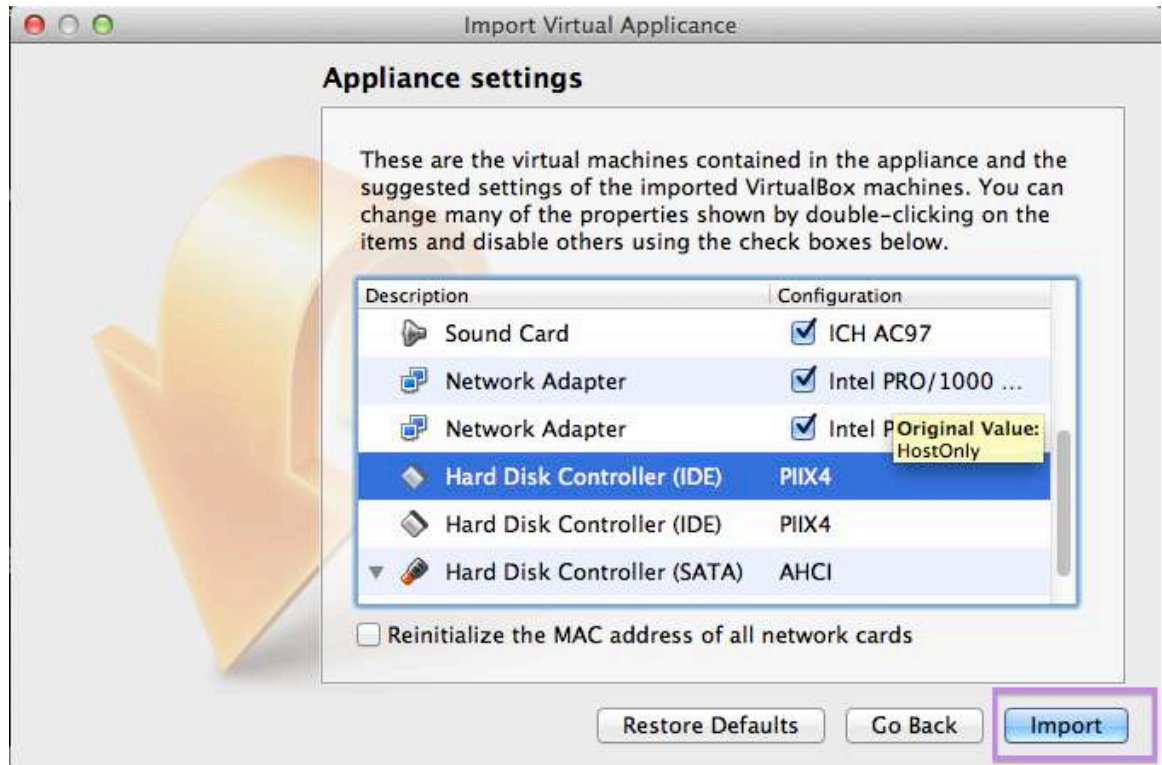 Import Virtual Applicance
Appliance settings
These are the virtual machines contained in the appliance and the
suggested settings of the imported VirtualBox machines. You can
change many of the properties shown by double-clicking on the
items and disable others using the check boxes below.
Description Configuration
Sound Card ICH AC97
Network Adapter Intel PRO/1000 ...
Network Adapter Intel P
Original Value:
HostOnly
Hard Disk Controller (IDE) PIIX4
Hard Disk Controller (IDE) PIIX4
Hard Disk Controller (SATA) AHCI
Reinitialize the MAC address of all network cards
Restore Defaults Go Back Import